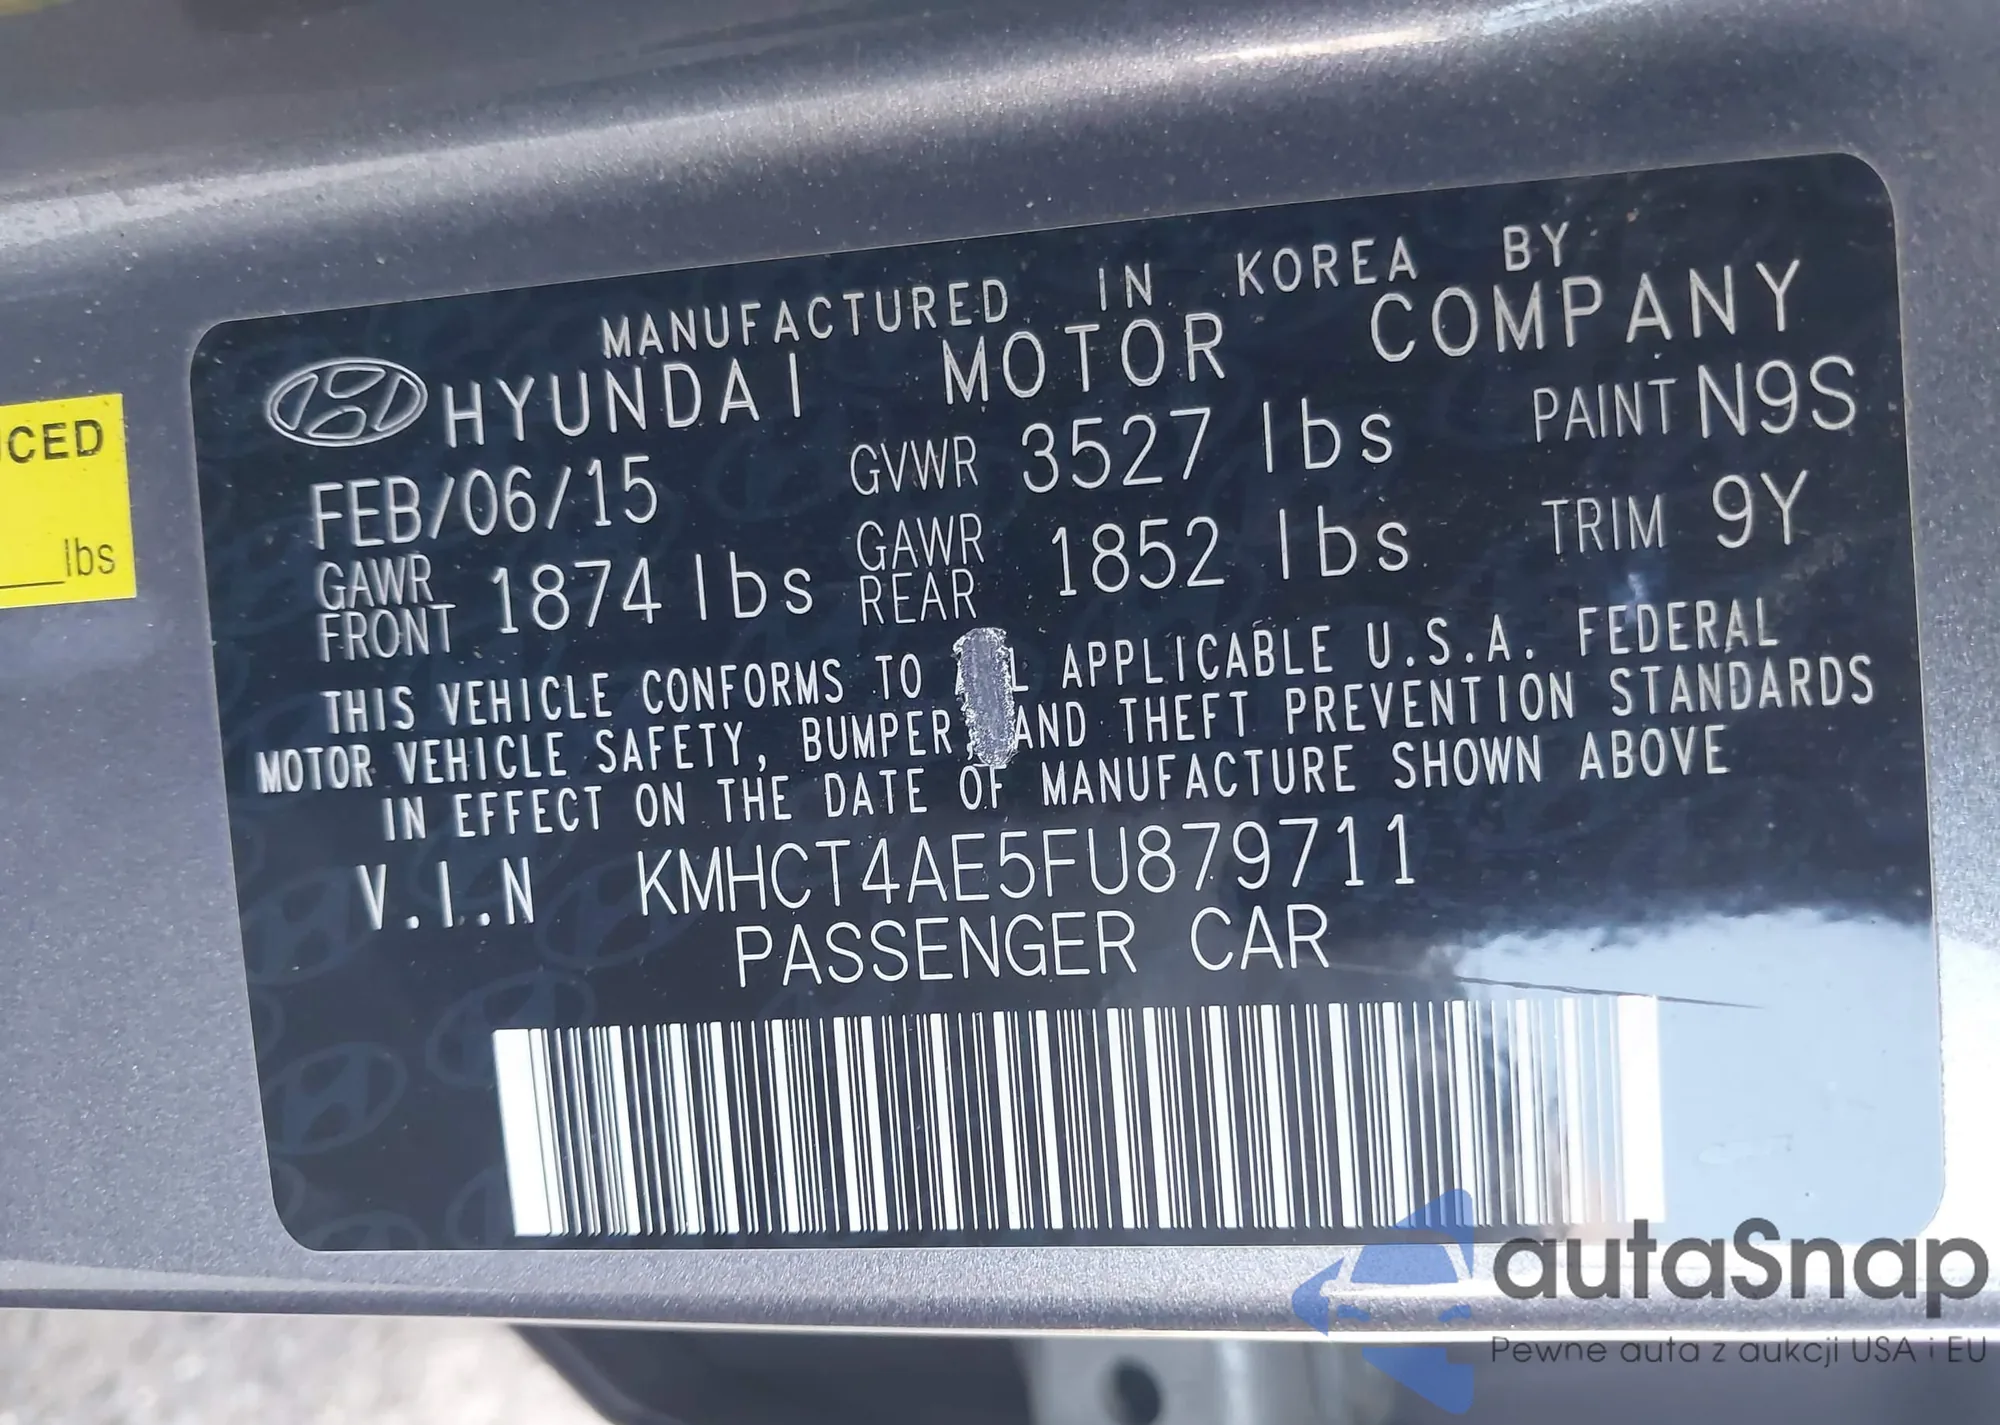 MANUFACTURED IN KOREA BY
HYUNDAI MOTOR COMPANY
FEB/06/15 GVWR 3527 lbs PAINT N9S
GAWR FRONT 1874 lbs GAWR REAR 1852 lbs TRIM 9Y
THIS VEHICLE CONFORMS TO APPLICABLE U.S.A. FEDERAL
MOTOR VEHICLE SAFETY, BUMPER, AND THEFT PREVENTION STANDARDS
IN EFFECT ON THE DATE OF MANUFACTURE SHOWN ABOVE
V.I.N KMHCT4AE5FU879711
PASSENGER CAR
UCED
lbs
autaSnap
Pewne auta z aukcji USA i EU